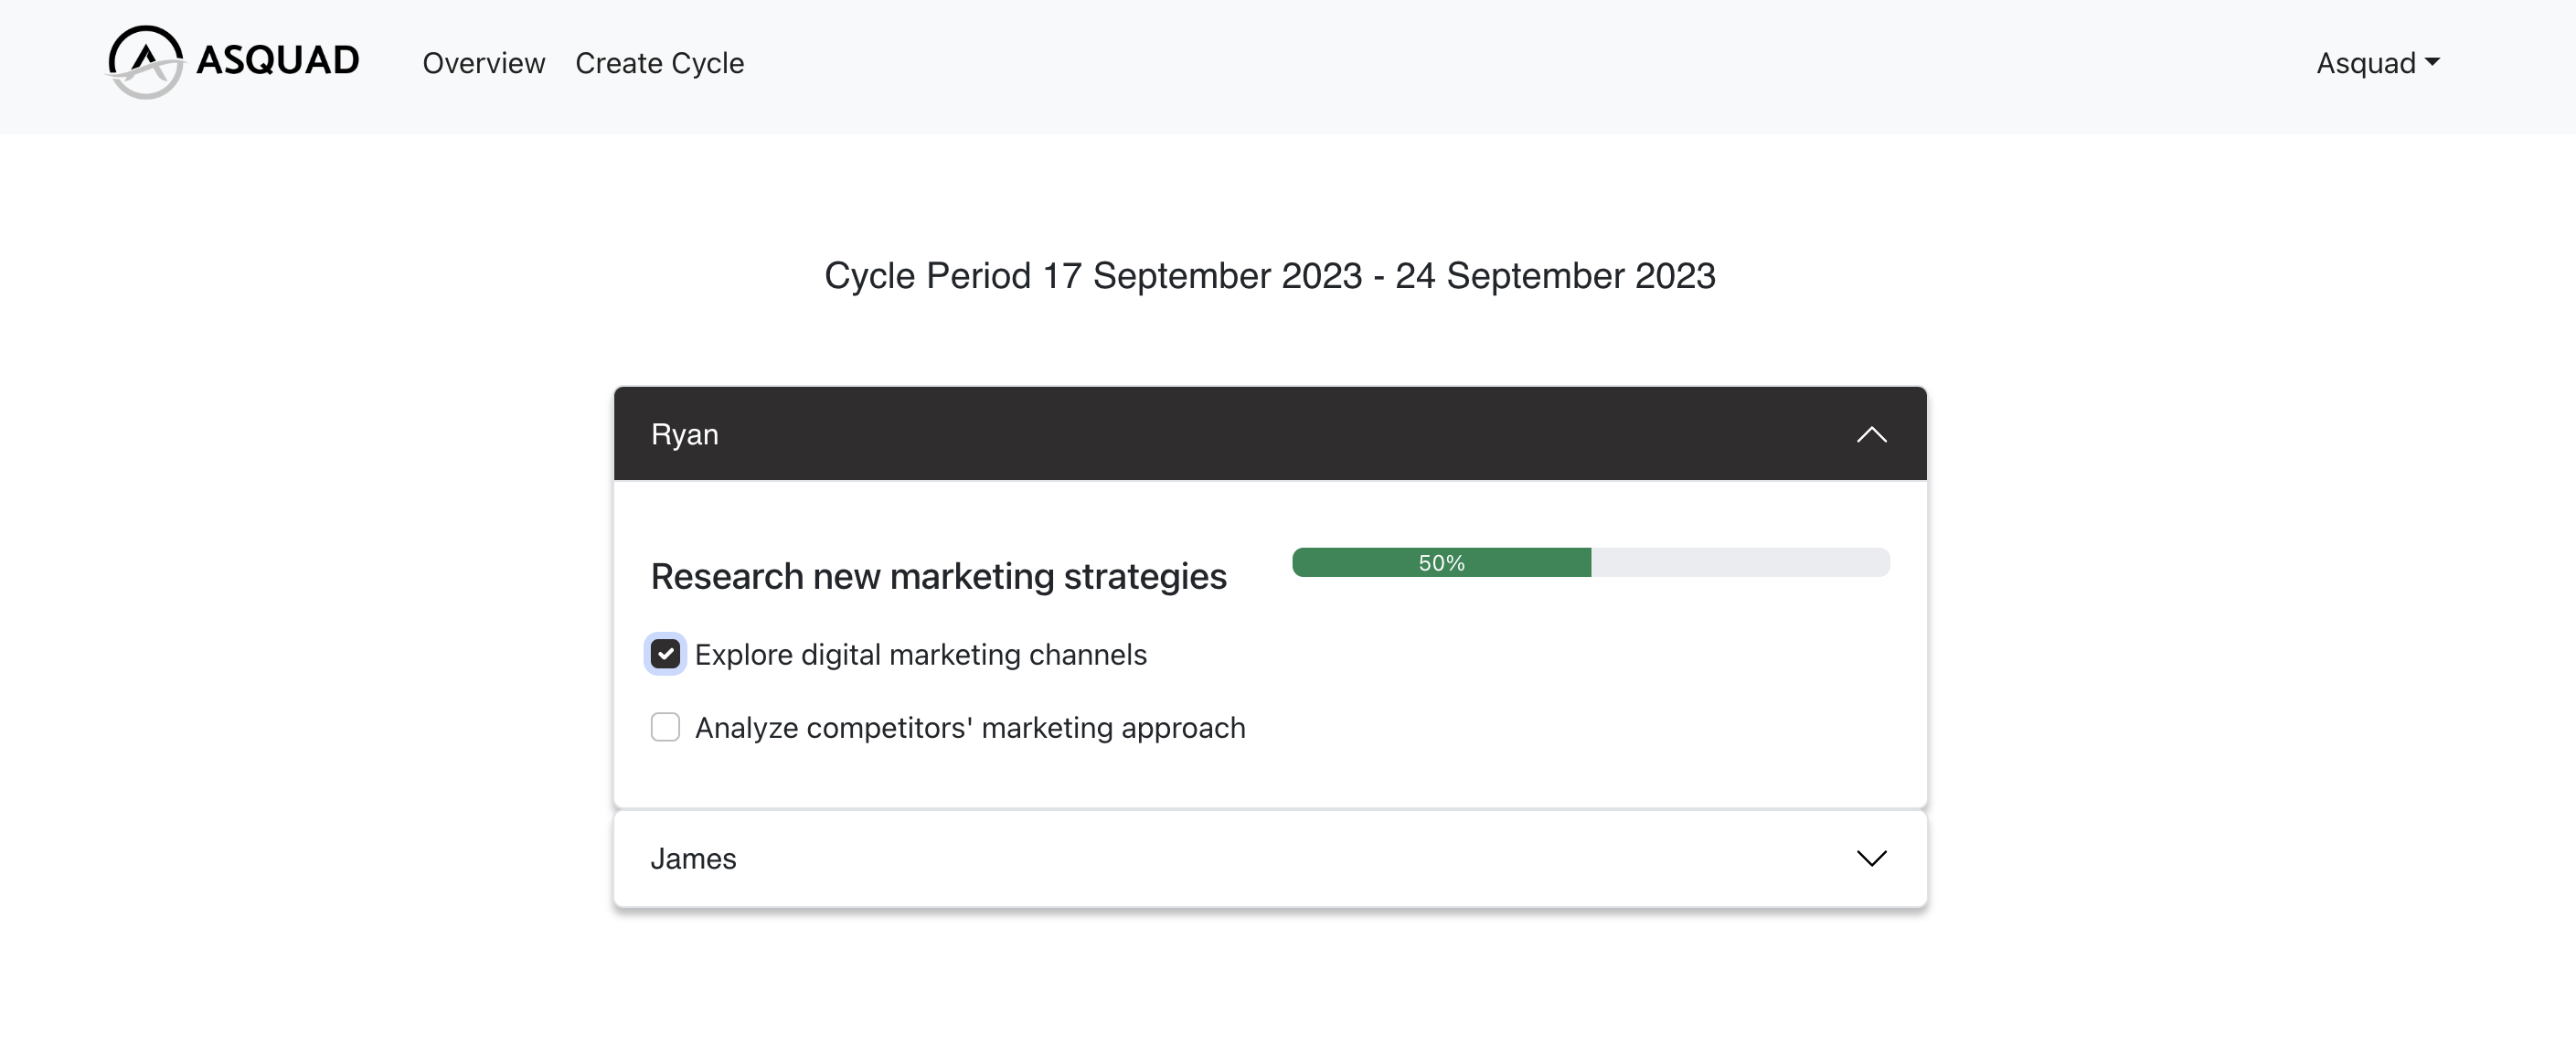 ASQUAD Overview Create Cycle Asquad
Cycle Period 17 September 2023 - 24 September 2023
Ryan
Research new marketing strategies 50%
Explore digital marketing channels
Analyze competitors' marketing approach
James